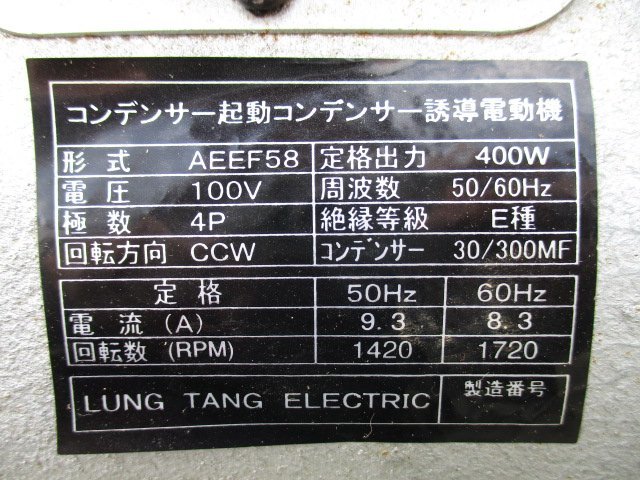 コンデンサー起動コンデンサー誘導電動機
形式 AEEF58 定格出力 400W
電圧 100V 周波数 50/60Hz
極数 4P 絶縁等級 E種
回転方向 CCW コンデンサー 30/300MF
定格 50Hz 60Hz
電流(A) 9.3 8.3
回転数(RPM) 1420 1720
LUNG TANG ELECTRIC 製造番号